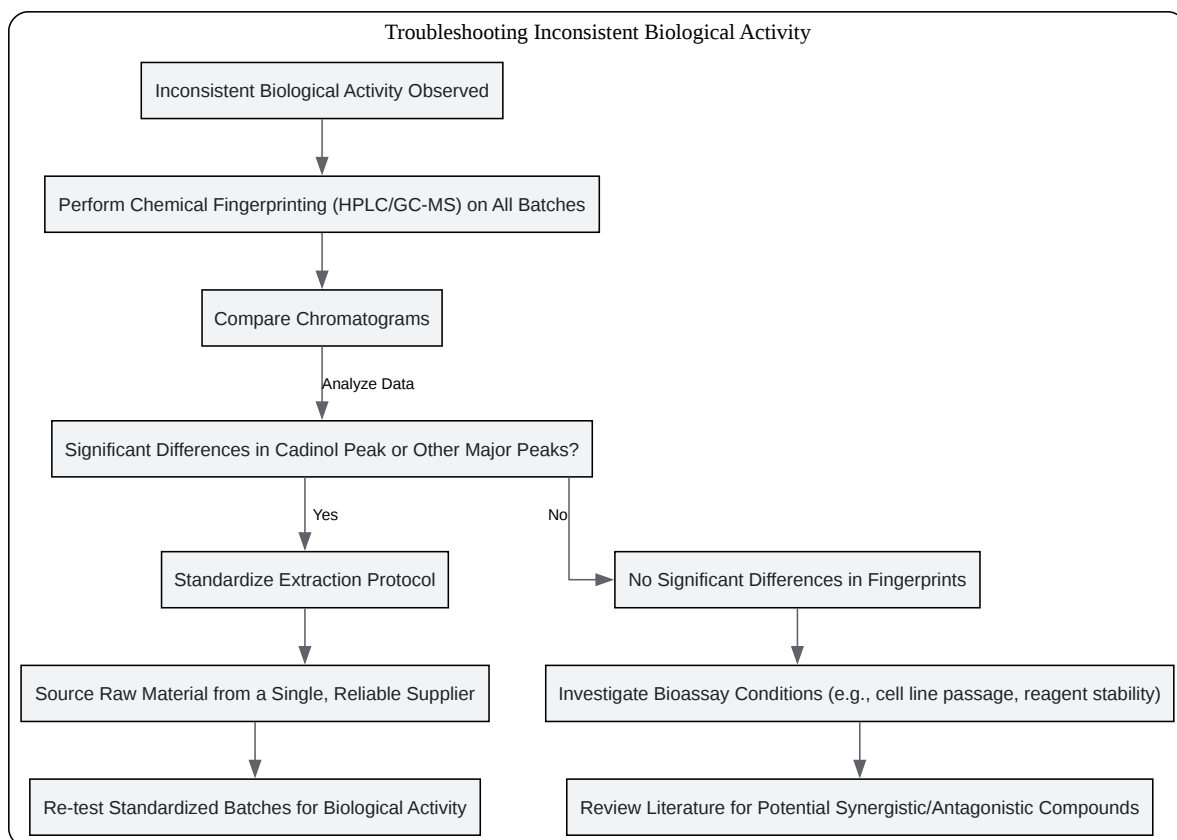 Troubleshooting Inconsistent Biological Activity
Inconsistent Biological Activity Observed
Perform Chemical Fingerprinting (HPLC/GC-MS) on All Batches
Compare Chromatograms
Analyze Data
Significant Differences in Cadinol Peak or Other Major Peaks?
Yes
No
Standardize Extraction Protocol
No Significant Differences in Fingerprints
Source Raw Material from a Single, Reliable Supplier
Investigate Bioassay Conditions (e.g., cell line passage, reagent stability)
Re-test Standardized Batches for Biological Activity
Review Literature for Potential Synergistic/Antagonistic Compounds